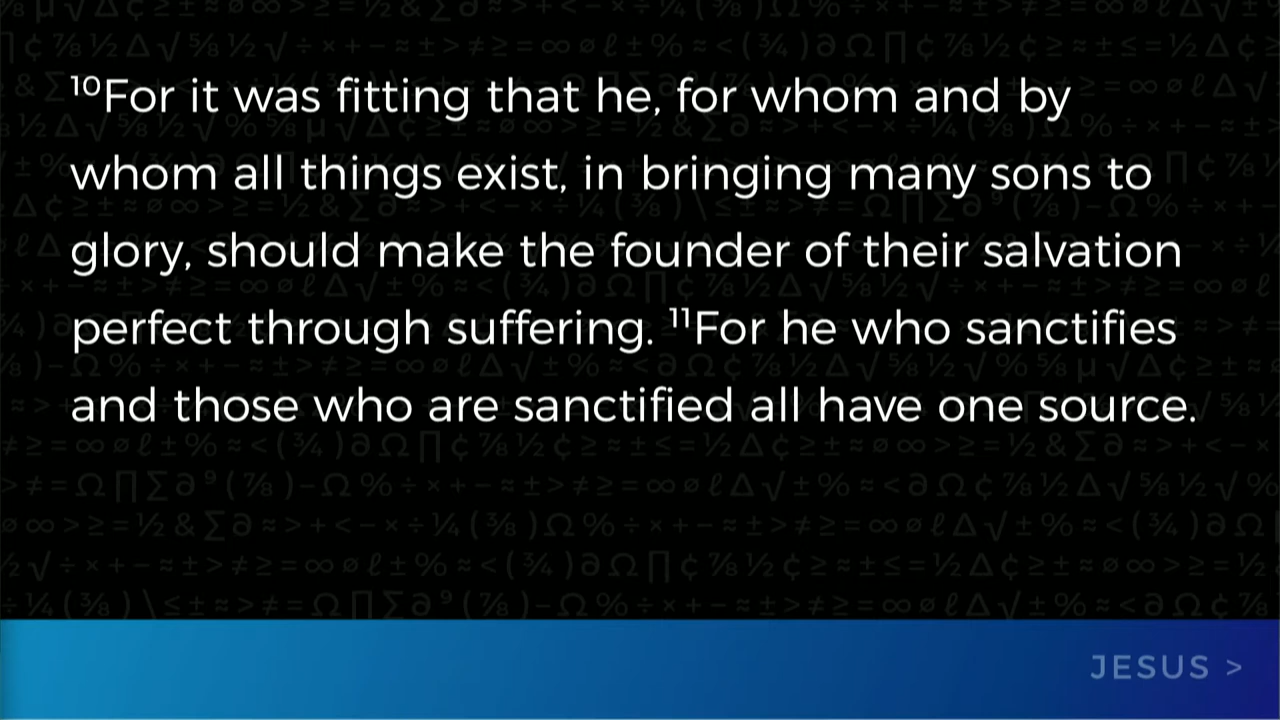 ¹⁰For it was fitting that he, for whom and by
whom all things exist, in bringing many sons to
glory, should make the founder of their salvation
perfect through suffering. ¹¹For he who sanctifies
and those who are sanctified all have one source.
JESUS >